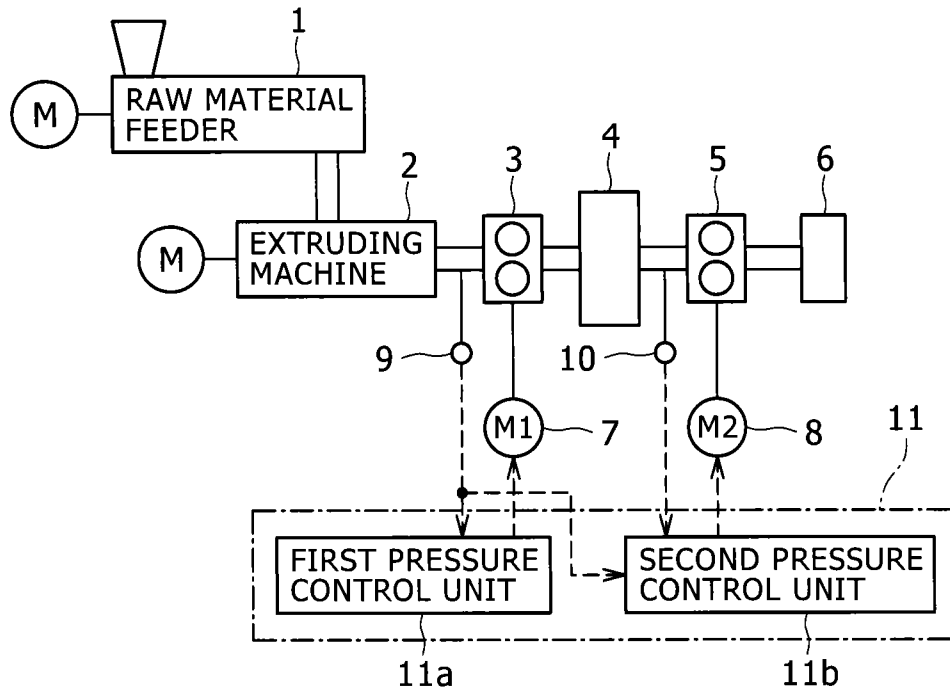 1
M
RAW MATERIAL
FEEDER
2
3
4
5
6
M
EXTRUDING
MACHINE
9
10
M1
7
M2
8
11
FIRST PRESSURE
CONTROL UNIT
SECOND PRESSURE
CONTROL UNIT
11a
11b